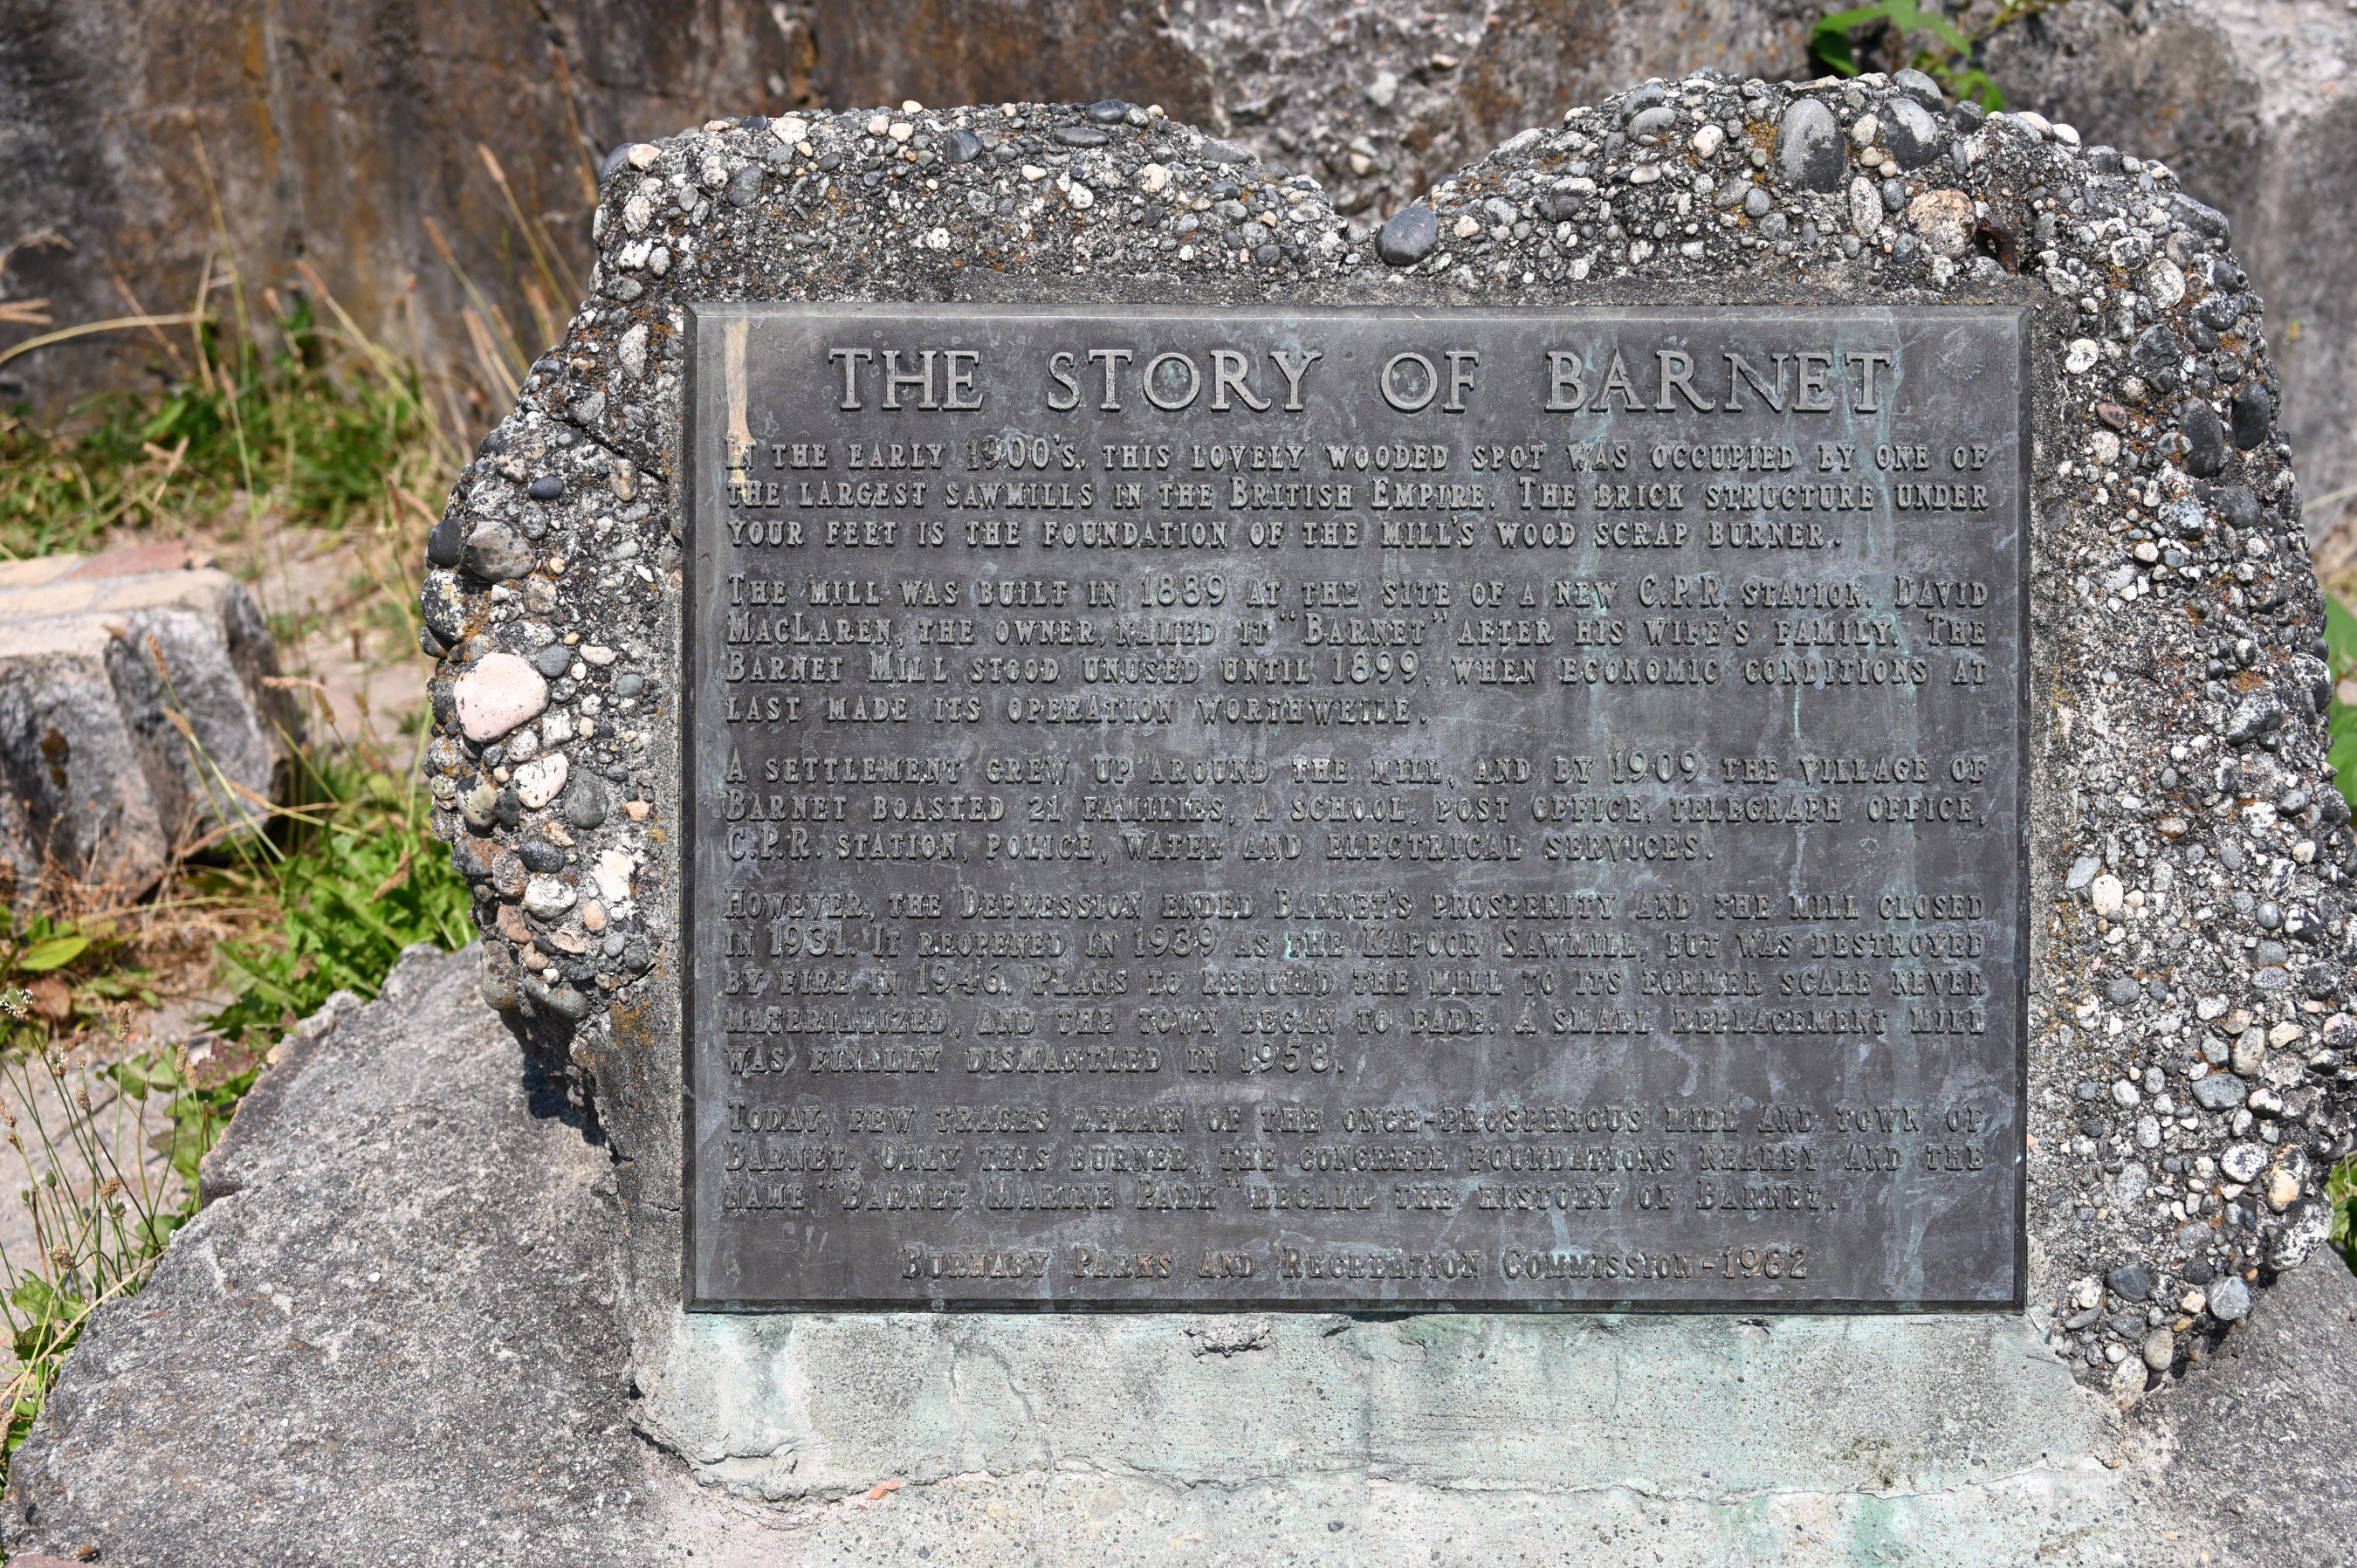 THE STORY OF BARNET
IN THE EARLY 1900'S, THIS LOVELY WOODED SPOT WAS OCCUPIED BY ONE OF
THE LARGEST SAWMILLS IN THE BRITISH EMPIRE. THE BRICK STRUCTURE UNDER
YOUR FEET IS THE FOUNDATION OF THE MILL'S WOOD SCRAP BURNER.
THE MILL WAS BUILT IN 1889 AT THE SITE OF A NEW C.P.R. STATION. DAVID
MACLAREN, THE OWNER, NAMED IT "BARNET" AFTER HIS WIFE'S FAMILY. THE
BARNET MILL STOOD UNUSED UNTIL 1899, WHEN ECONOMIC CONDITIONS AT
LAST MADE ITS OPERATION WORTHWHILE.
A SETTLEMENT GREW UP AROUND THE MILL, AND BY 1909 THE VILLAGE OF
BARNET BOASTED 21 FAMILIES, A SCHOOL, POST OFFICE, TELEGRAPH OFFICE,
C.P.R. STATION, POLICE, WATER AND ELECTRICAL SERVICES.
HOWEVER, THE DEPRESSION ENDED BARNET'S PROSPERITY AND THE MILL CLOSED
IN 1931. IT REOPENED IN 1939 AS THE KAPOOR SAWMILL, BUT WAS DESTROYED
BY FIRE IN 1946. PLANS TO REBUILD THE MILL TO ITS FORMER SCALE NEVER
MATERIALIZED, AND THE TOWN BEGAN TO FADE. A SMALL REPLACEMENT MILL
WAS FINALLY DISMANTLED IN 1958.
TODAY, FEW TRACES REMAIN OF THE ONCE-PROSPEROUS MILL AND TOWN OF
BARNET. ONLY THIS BURNER, THE CONCRETE FOUNDATIONS NEARBY AND THE
NAME "BARNET MARINE PARK" RECALL THE HISTORY OF BARNET.
BURNABY PARKS AND RECREATION COMMISSION - 1982